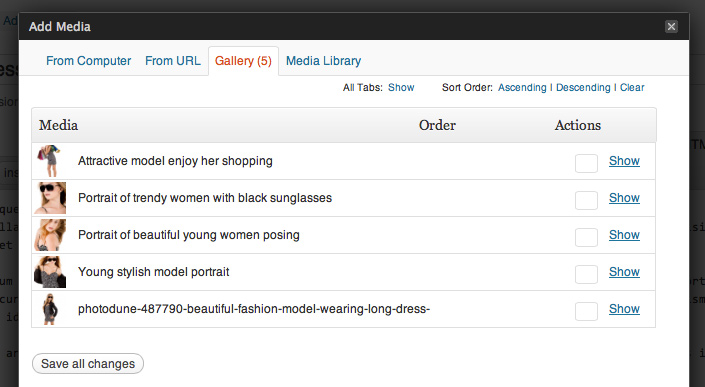 Add Media
From Computer From URL Gallery (5) Media Library
All Tabs: Show Sort Order: Ascending | Descending | Clear
Media Order Actions
Attractive model enjoy her shopping Show
Portrait of trendy women with black sunglasses Show
Portrait of beautiful young women posing Show
Young stylish model portrait Show
photodune-487790-beautiful-fashion-model-wearing-long-dress- Show
Save all changes